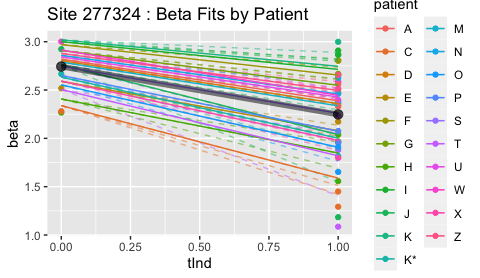 Site 277324 : Beta Fits by Patient
beta
3.0
2.5
2.0
1.5
1.0
0.00 0.25 0.50 0.75 1.00
tInd
patient
A M
C N
D O
E P
F S
G T
H U
I W
J X
K Z
K*